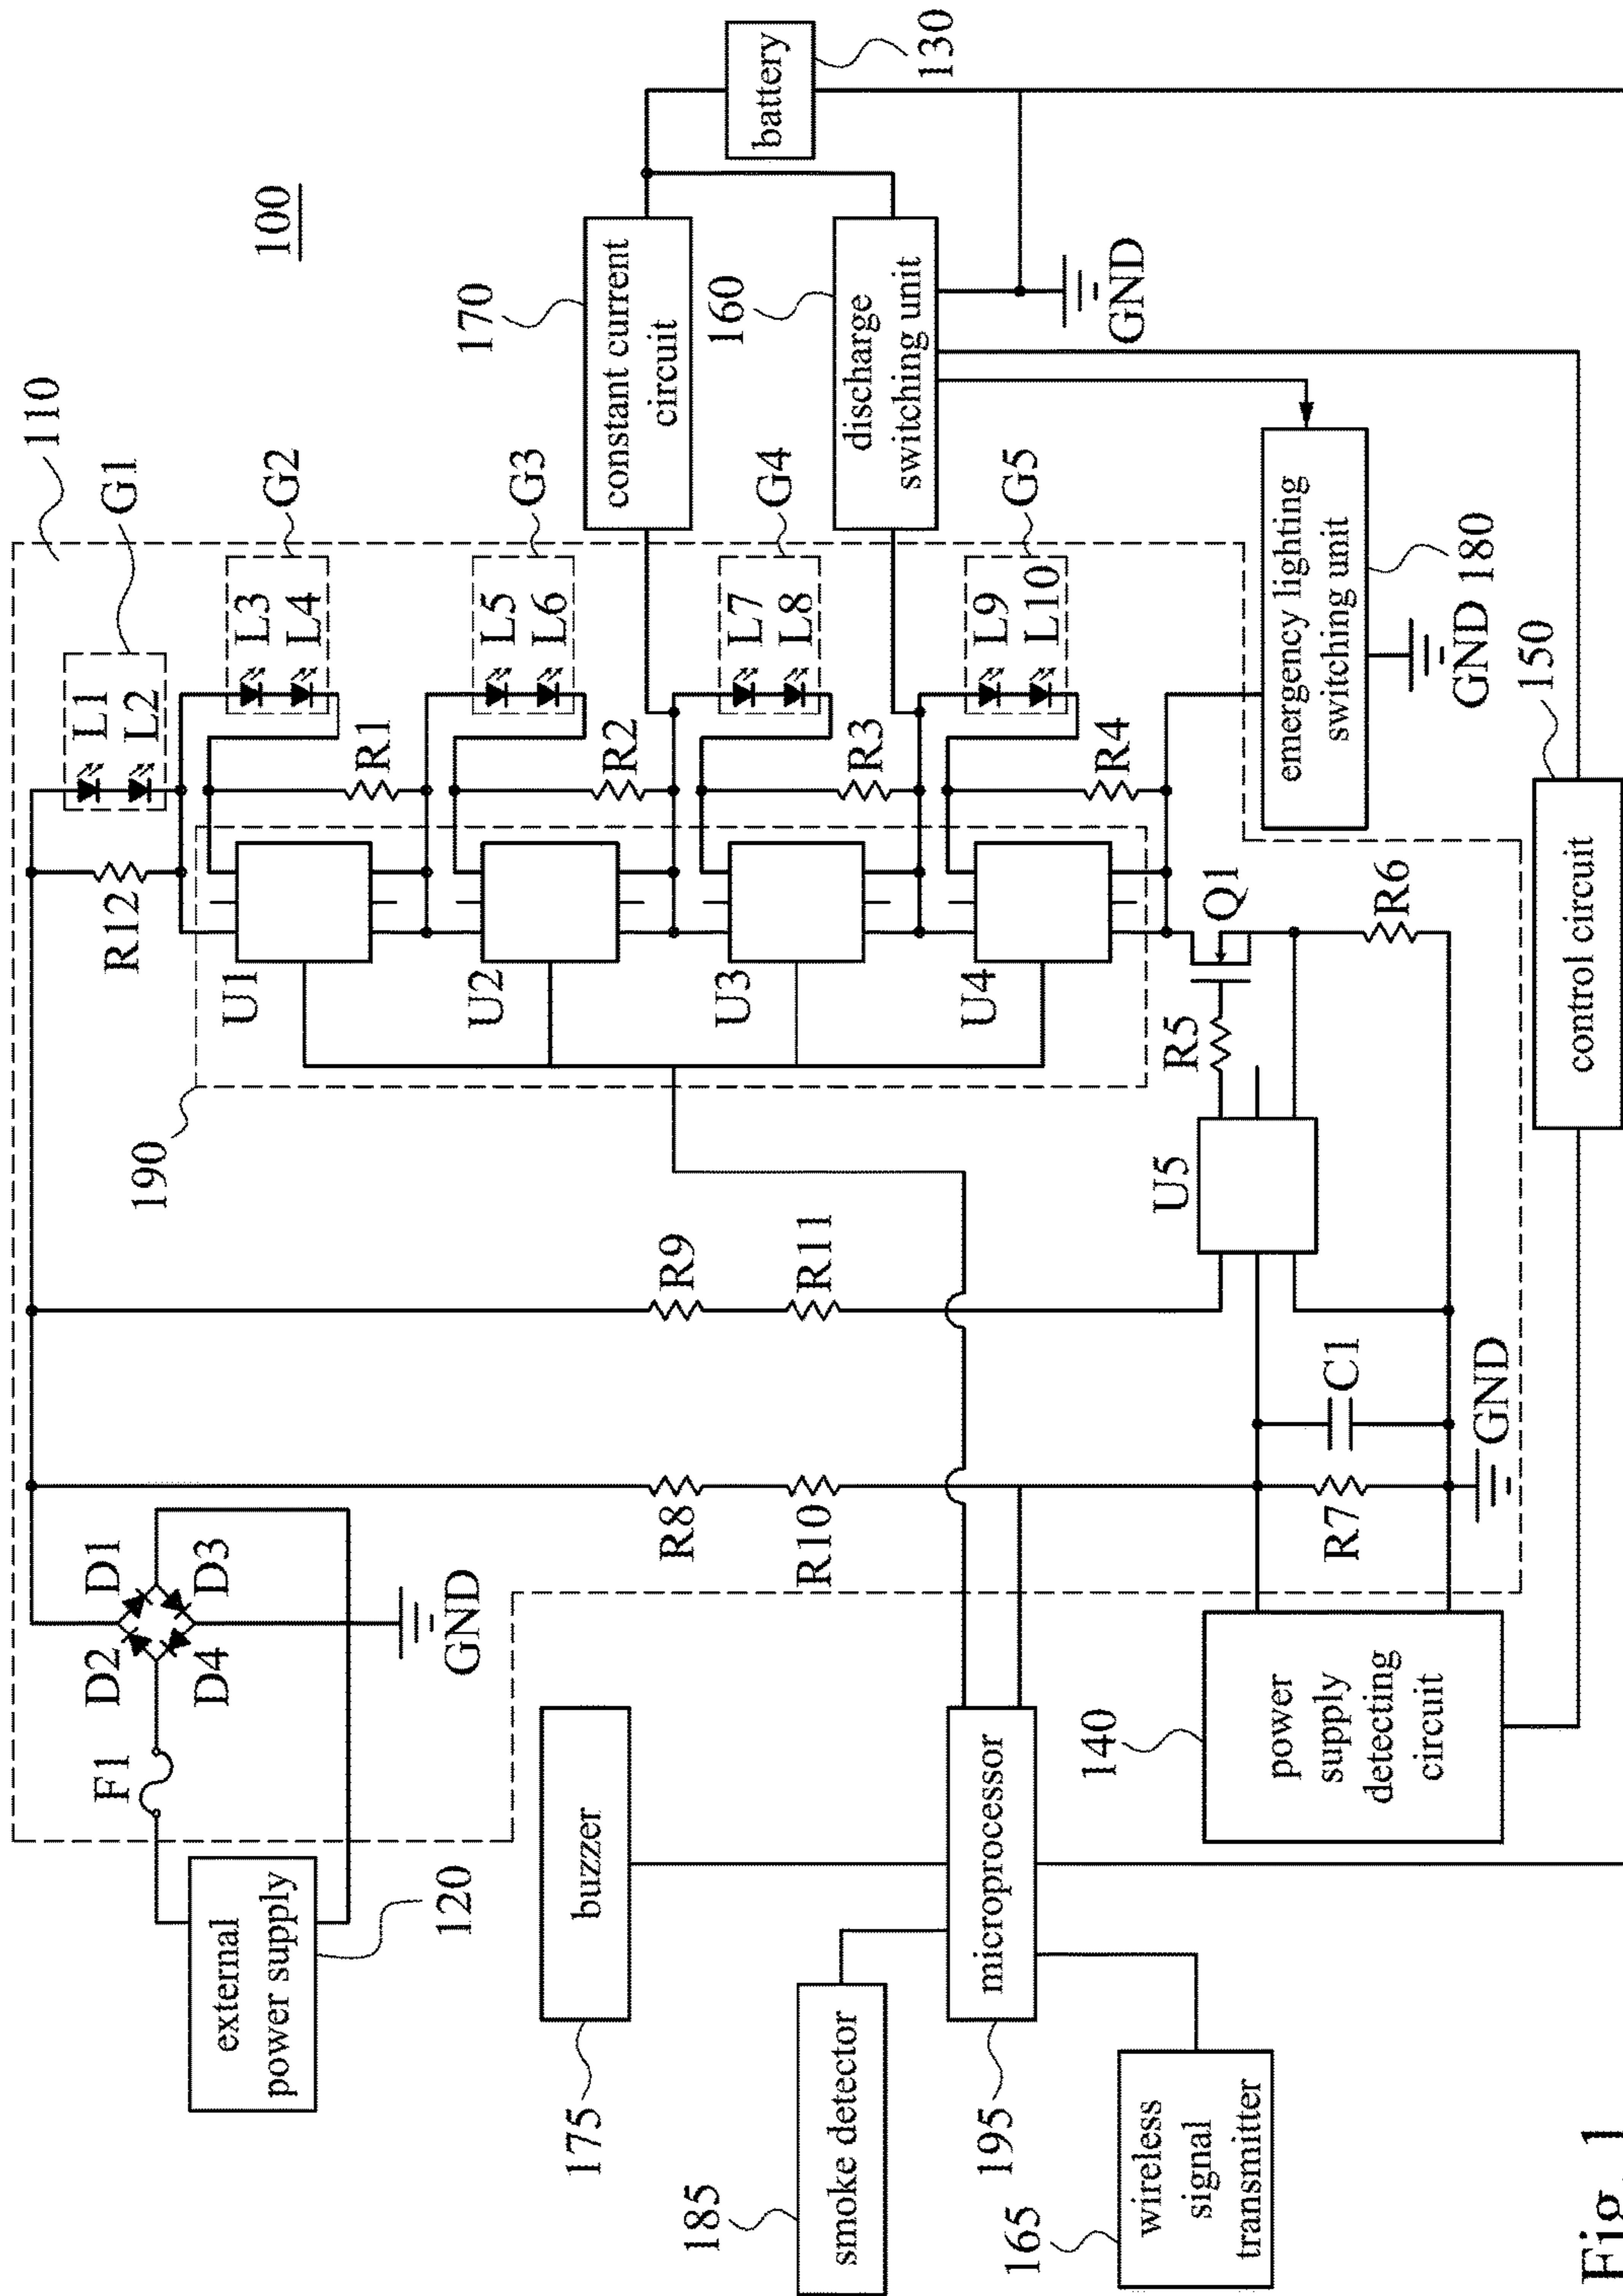 100
110
G1
L1
L2
G2
L3
L4
G3
L5
L6
G4
L7
L8
G5
L9
L10
R12
R1
R2
R3
R4
U1
U2
U3
U4
190
170
constant current
circuit
160
discharge
switching unit
battery
130
GND
emergency lighting
switching unit
180
GND
150
control circuit
Q1
R5
R6
U5
R9
R11
R8
R10
C1
R7
GND
D1
D2
D3
D4
GND
F1
external
power supply
120
buzzer
175
smoke detector
185
microprocessor
195
wireless
signal
transmitter
165
140
power
supply
detecting
circuit
Fig. 1